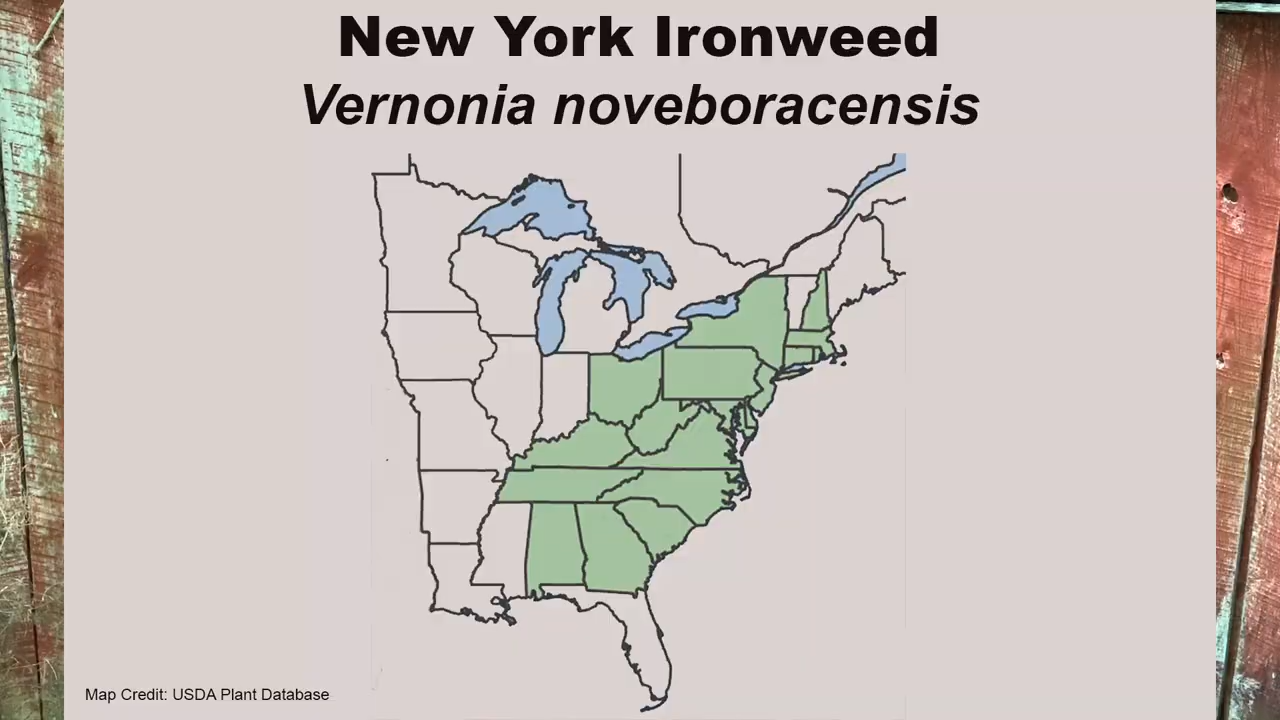 New York Ironweed
Vernonia noveboracensis
Map Credit: USDA Plant Database